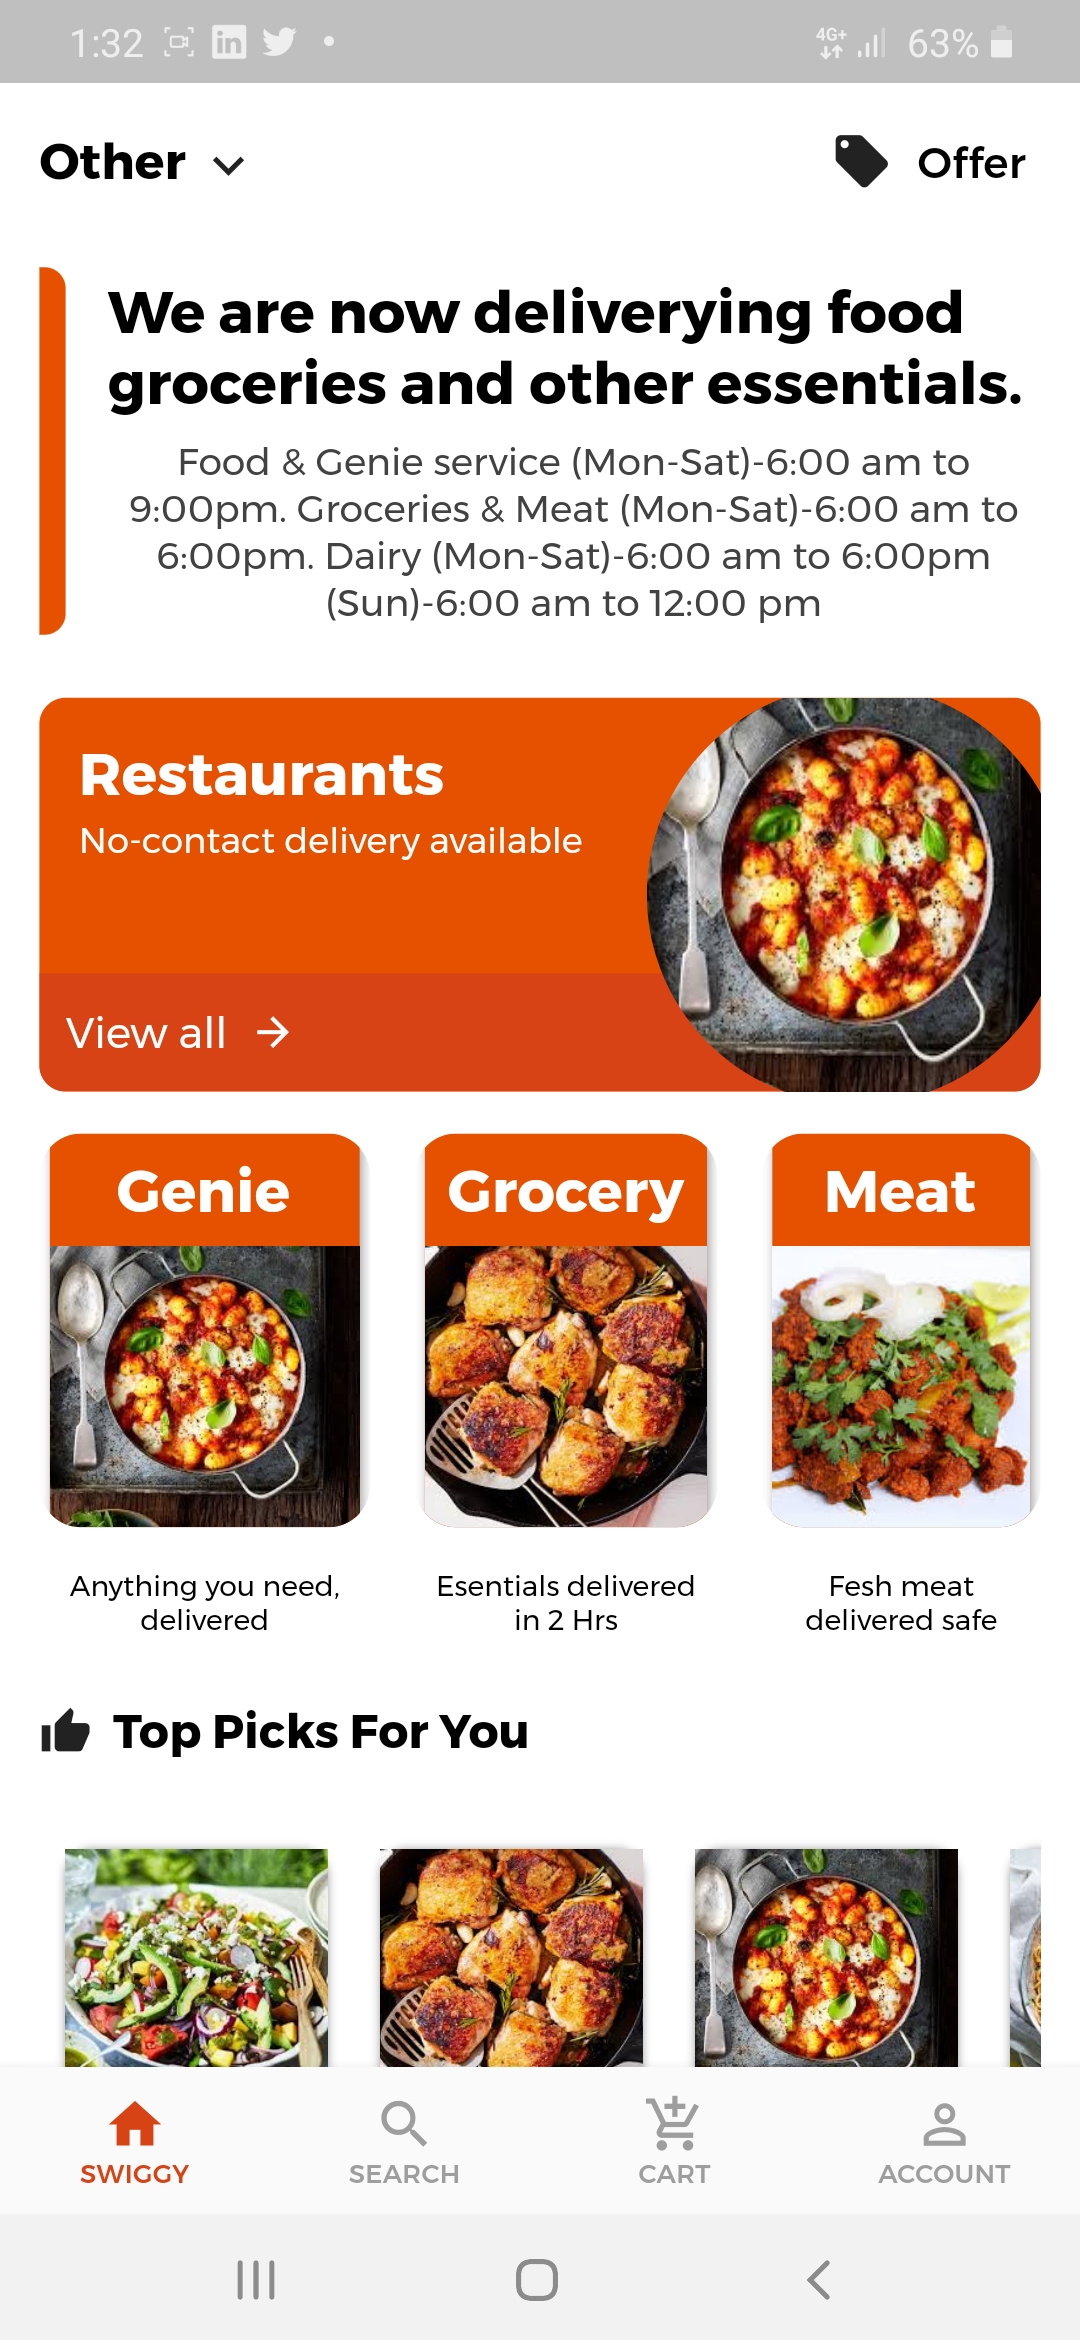 1:32
4G+
63%
Other
Offer
We are now deliverying food
groceries and other essentials.
Food & Genie service (Mon-Sat)-6:00 am to
9:00pm. Groceries & Meat (Mon-Sat)-6:00 am to
6:00pm. Dairy (Mon-Sat)-6:00 am to 6:00pm
(Sun)-6:00 am to 12:00 pm
Restaurants
No-contact delivery available
View all
Genie
Grocery
Meat
Anything you need,
delivered
Esentials delivered
in 2 Hrs
Fesh meat
delivered safe
Top Picks For You
SWIGGY
SEARCH
CART
ACCOUNT